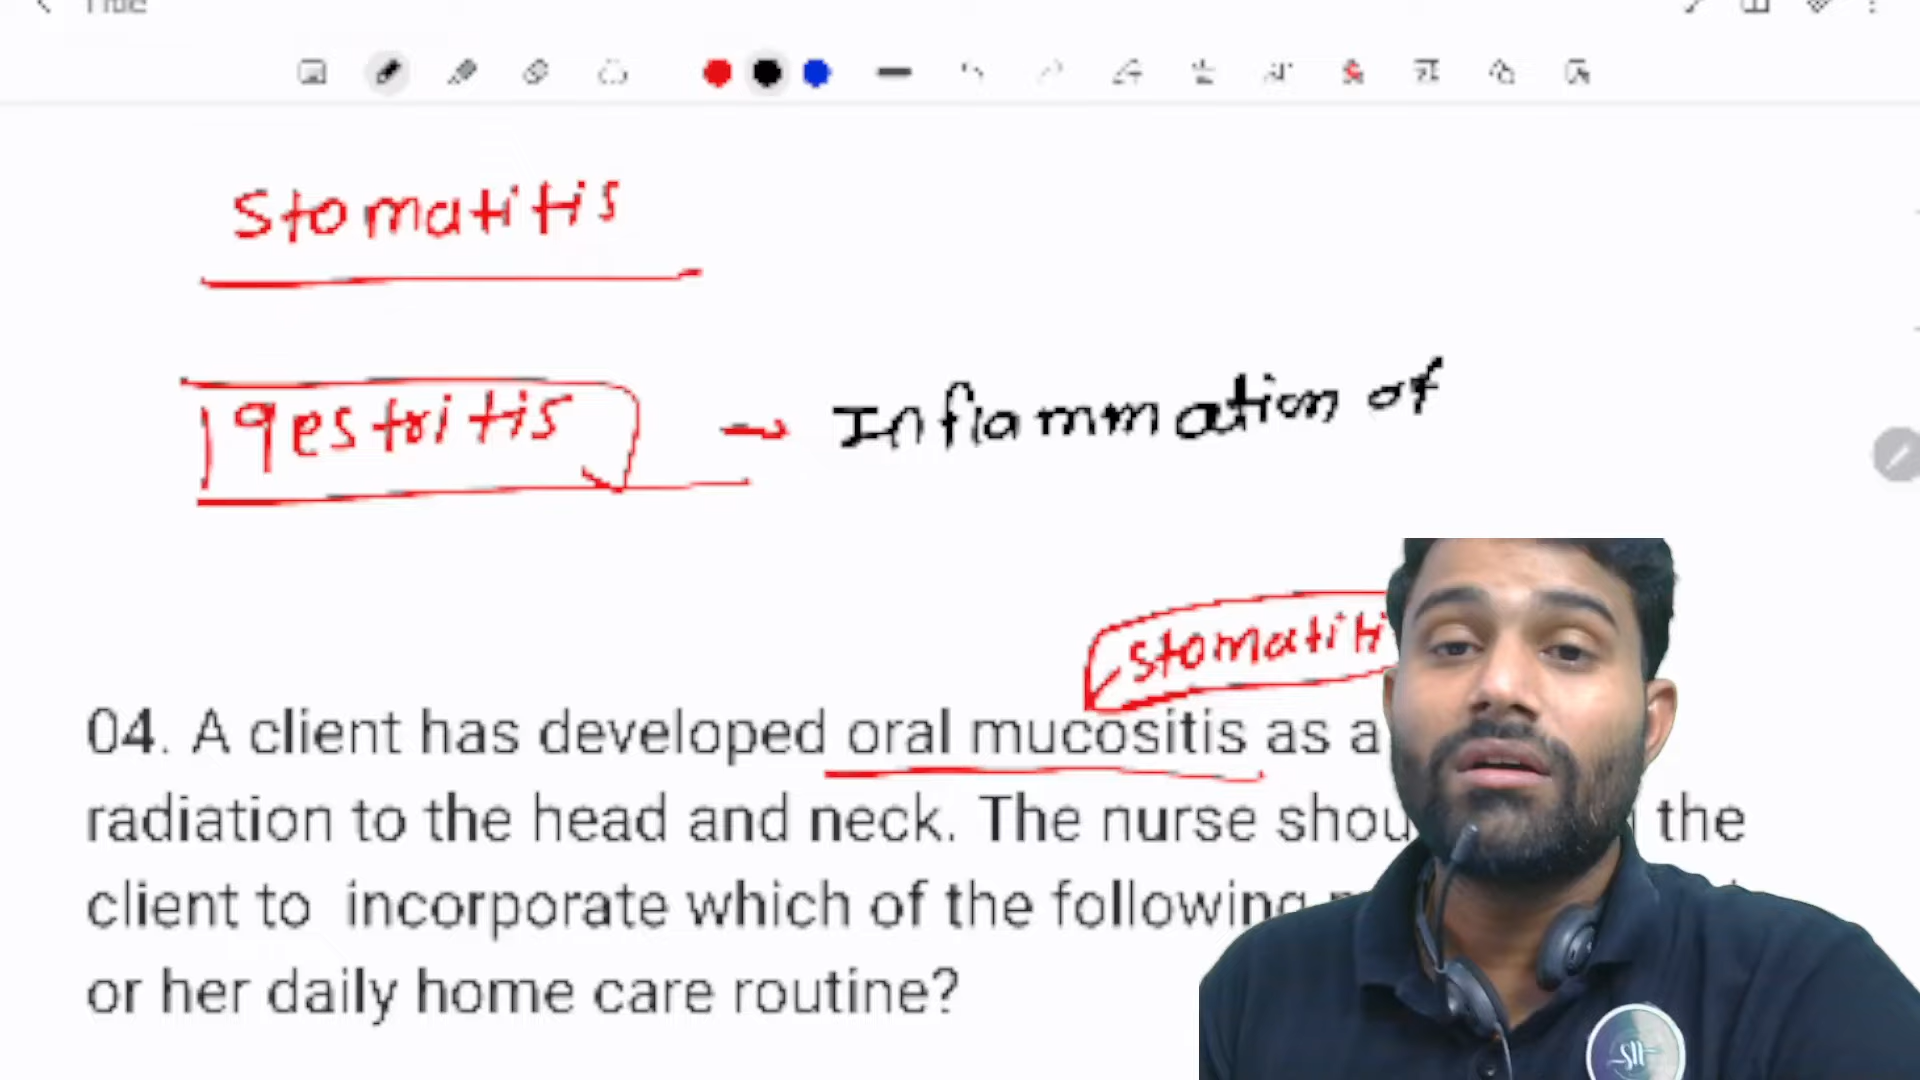 Title
Stomatitis
gestritis → Inflammation of
stomatiti
04. A client has developed oral mucositis as a
radiation to the head and neck. The nurse shou the
client to incorporate which of the following
or her daily home care routine?